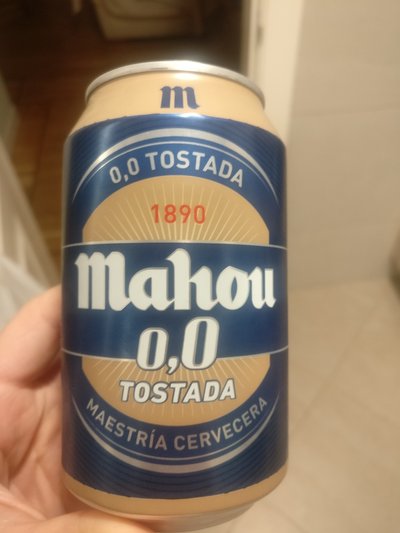 m
0,0 TOSTADA
1890
Mahou
0,0
TOSTADA
MAESTRÍA CERVECERA